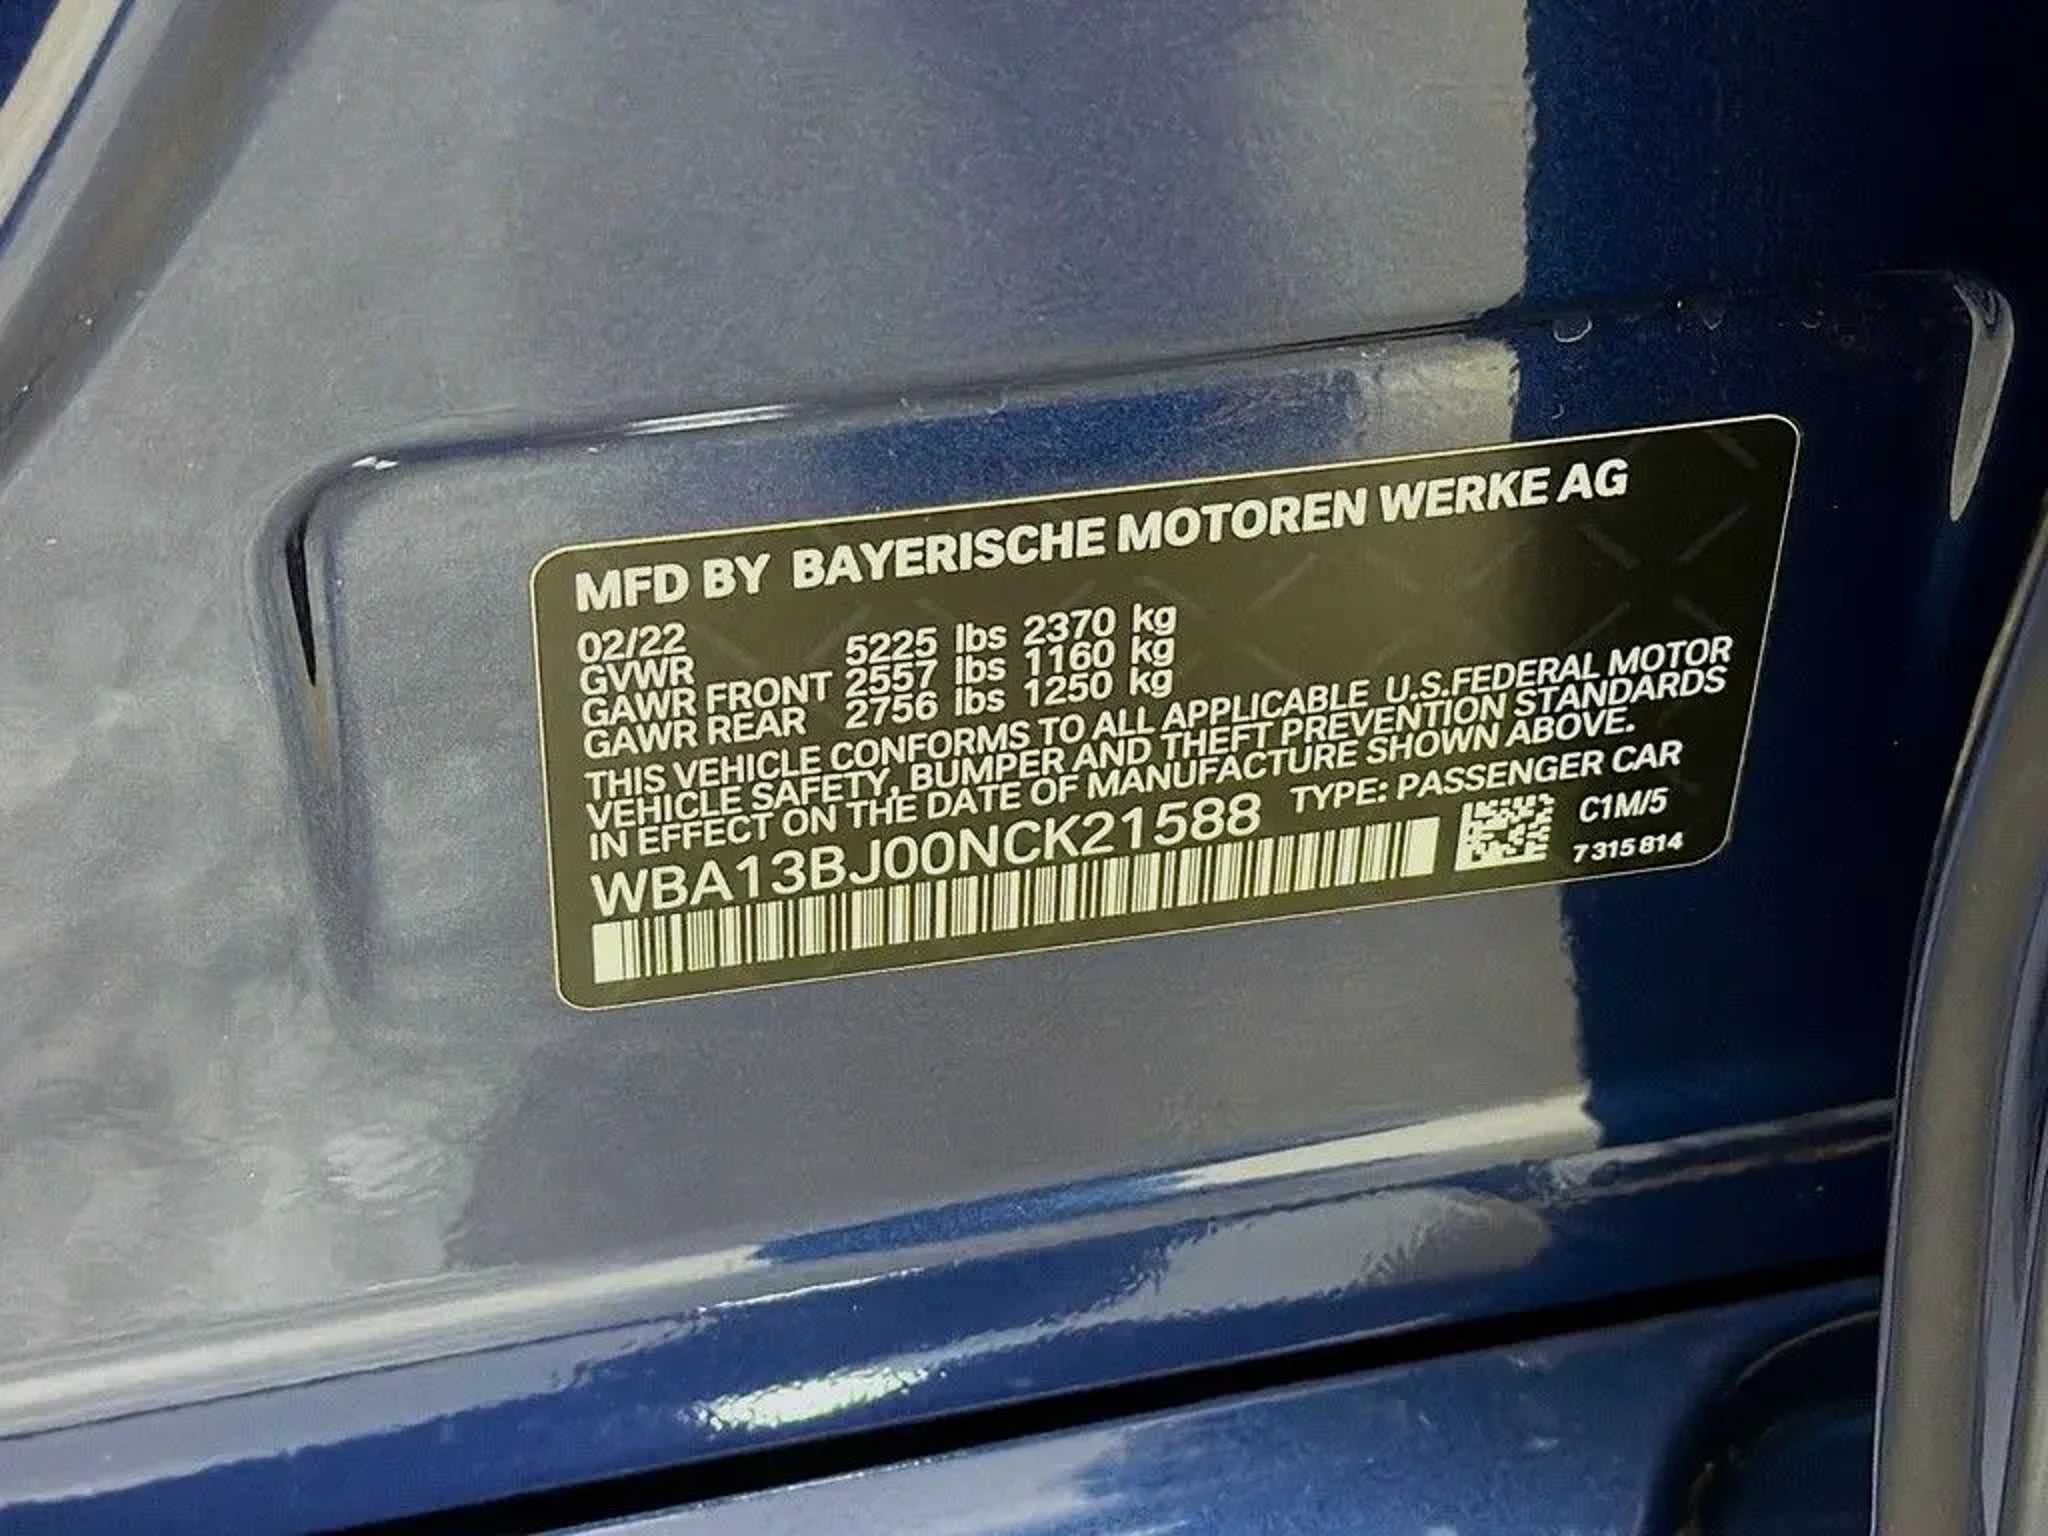 MFD BY BAYERISCHE MOTOREN WERKE AG
02/22
GVWR 5225 lbs 2370 kg
GAWR FRONT 2557 lbs 1160 kg
GAWR REAR 2756 lbs 1250 kg
THIS VEHICLE CONFORMS TO ALL APPLICABLE U.S.FEDERAL MOTOR
VEHICLE SAFETY, BUMPER AND THEFT PREVENTION STANDARDS
IN EFFECT ON THE DATE OF MANUFACTURE SHOWN ABOVE.
WBA13BJ00NCK21588 TYPE: PASSENGER CAR
C1M/5
7 315 814